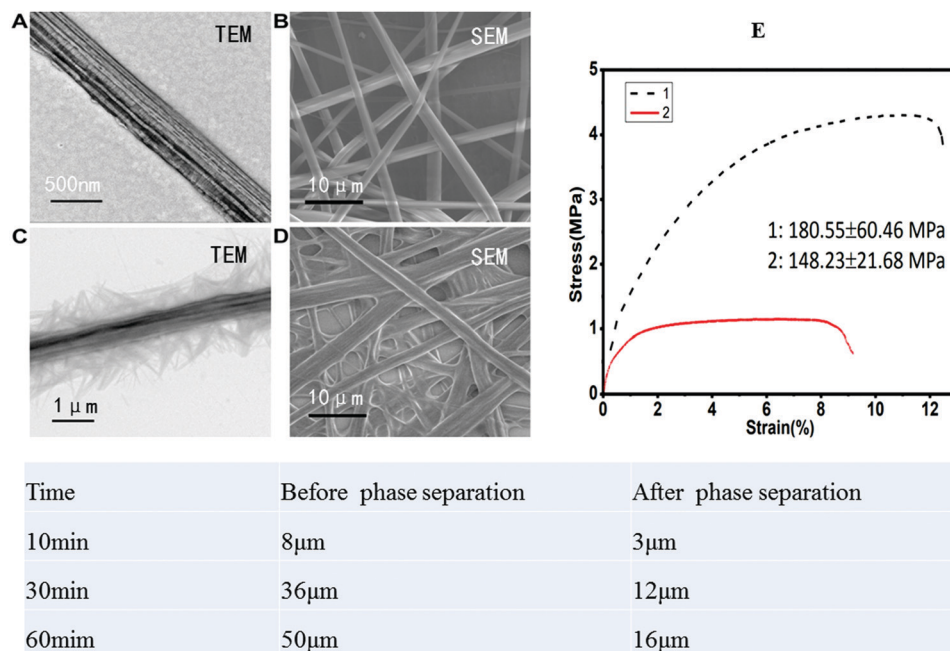 A
TEM
500nm
B
SEM
10 μm
C
TEM
1 μm
D
SEM
10 μm
E
5
4
3
2
1
0
Stress(MPa)
1
2
1: 180.55±60.46 MPa
2: 148.23±21.68 MPa
0 2 4 6 8 10 12
Strain(%)
Time Before phase separation After phase separation
10min 8μm 3μm
30min 36μm 12μm
60mim 50μm 16μm